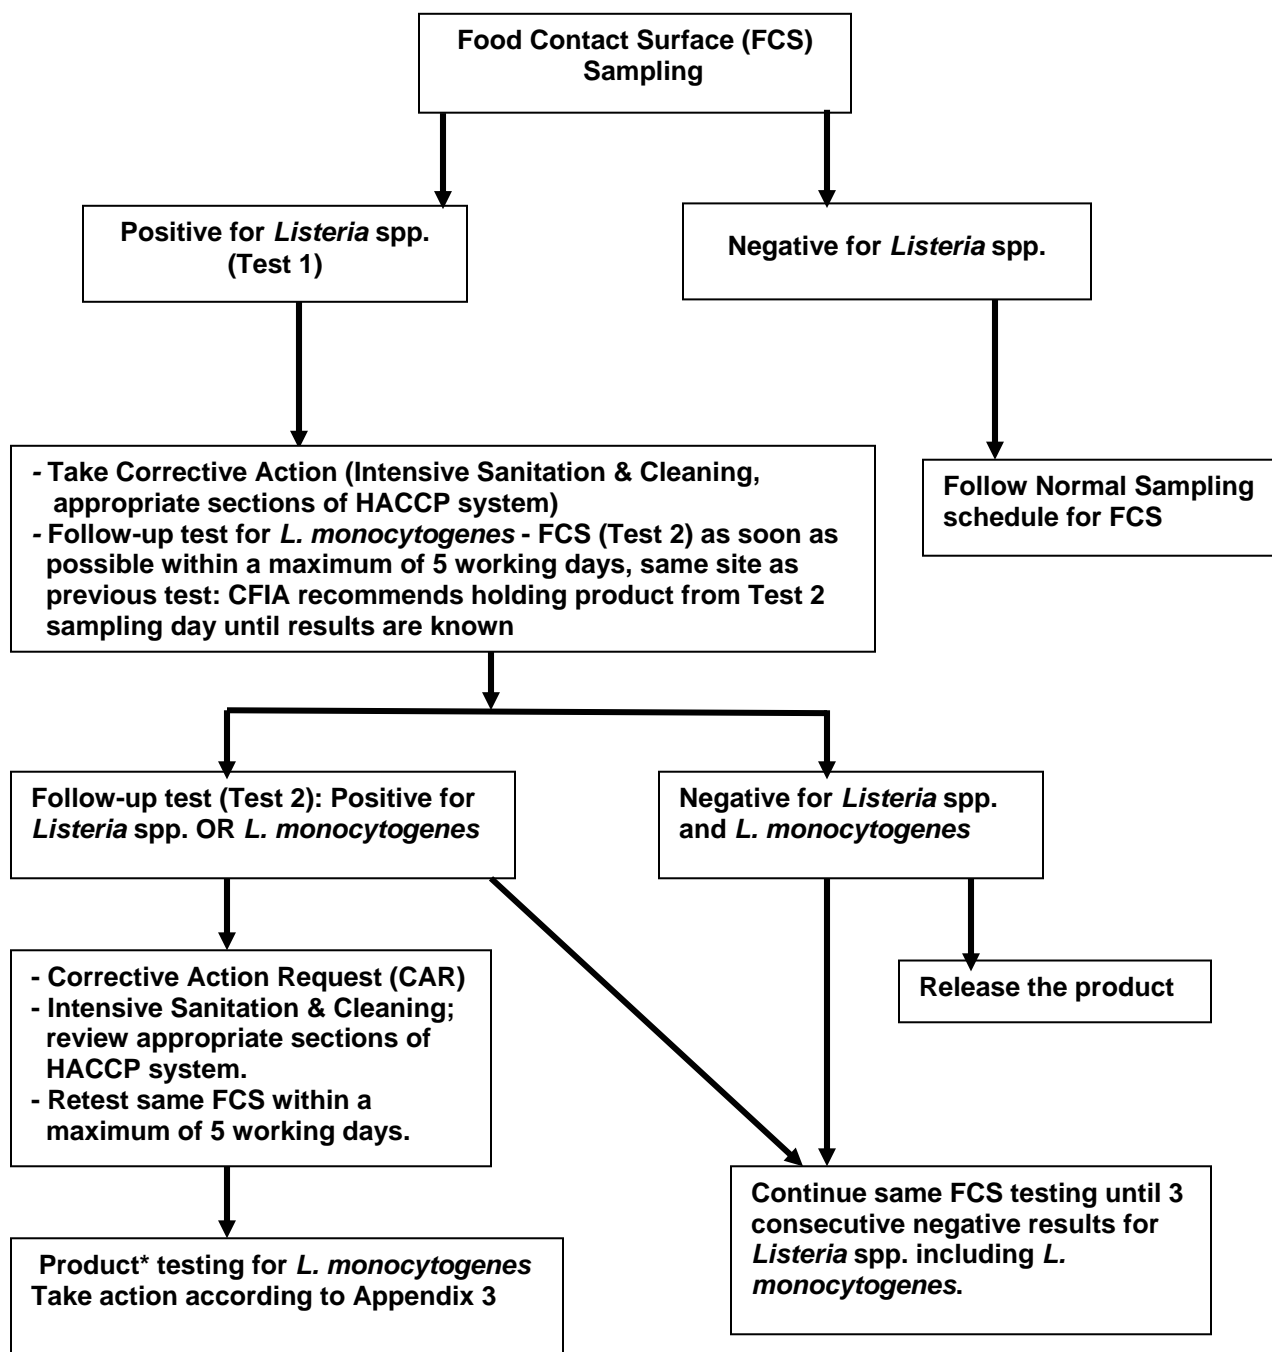 Food Contact Surface (FCS)
Sampling
Positive for Listeria spp.
(Test 1)
Negative for Listeria spp.
- Take Corrective Action (Intensive Sanitation & Cleaning,
appropriate sections of HACCP system)
- Follow-up test for L. monocytogenes - FCS (Test 2) as soon as
possible within a maximum of 5 working days, same site as
previous test: CFIA recommends holding product from Test 2
sampling day until results are known
Follow Normal Sampling
schedule for FCS
Follow-up test (Test 2): Positive for
Listeria spp. OR L. monocytogenes
Negative for Listeria spp.
and L. monocytogenes
- Corrective Action Request (CAR)
- Intensive Sanitation & Cleaning;
review appropriate sections of
HACCP system.
- Retest same FCS within a
maximum of 5 working days.
Release the product
Product* testing for L. monocytogenes
Take action according to Appendix 3
Continue same FCS testing until 3
consecutive negative results for
Listeria spp. including L.
monocytogenes.